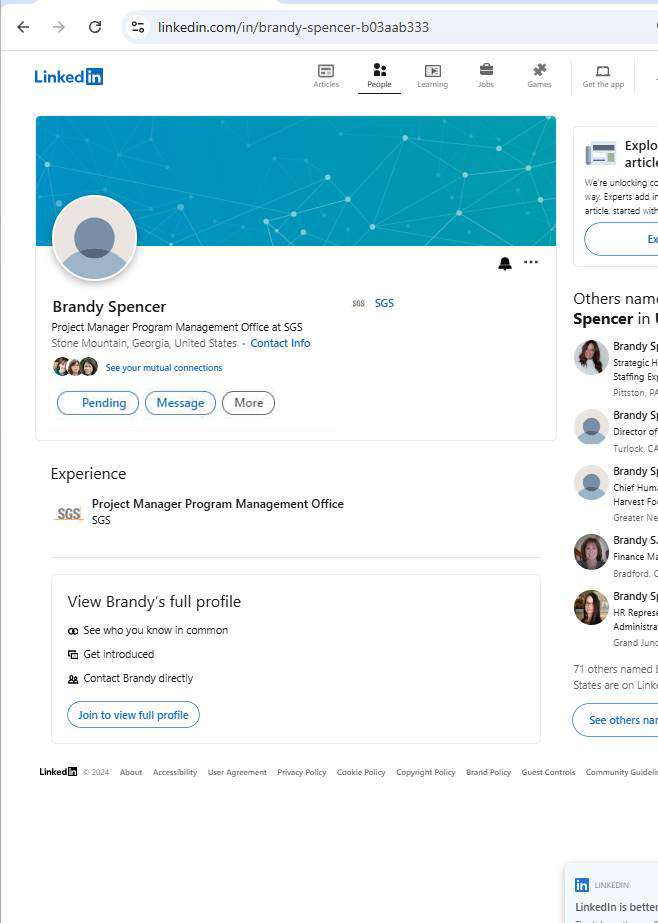 linkedin.com/in/brandy-spencer-b03aab333
Linkedin
Articles
People
Learning
Jobs
Games
Get the app
Explo
article
We're unlocking co
way. Experts add in
article, started with
Ex
Brandy Spencer
SGS SGS
Project Manager Program Management Office at SGS
Stone Mountain, Georgia, United States · Contact Info
See your mutual connections
Pending
Message
More
Experience
SGS
Project Manager Program Management Office
SGS
View Brandy's full profile
See who you know in common
Get introduced
Contact Brandy directly
Join to view full profile
Others name
Spencer in U
Brandy Sp
Strategic H
Staffing Exp
Pittston, PA
Brandy Sp
Director of
Turlock, CA
Brandy Sp
Chief Huma
Harvest Foo
Greater Ne
Brandy S.
Finance Ma
Bradford, C
Brandy Sp
HR Represe
Administra
Grand Junc
71 others named B
States are on Linke
See others nam
Linkedin © 2024 About Accessibility User Agreement Privacy Policy Cookie Policy Copyright Policy Brand Policy Guest Controls Community Guidelin
in LINKEDIN
LinkedIn is better